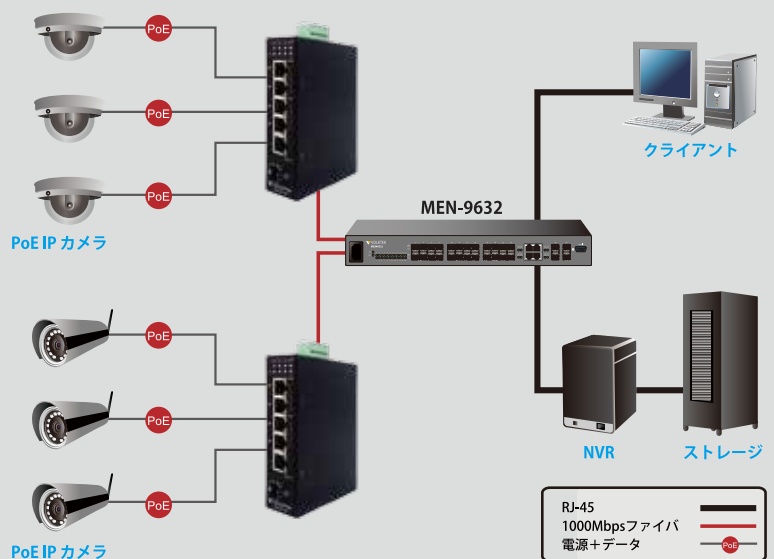 PoE
PoE
PoE
PoE IP カメラ
MEN-9632
クライアント
PoE
PoE
PoE
PoE IP カメラ
NVR
ストレージ
RJ-45
1000Mbpsファイバ
電源+データ
PoE